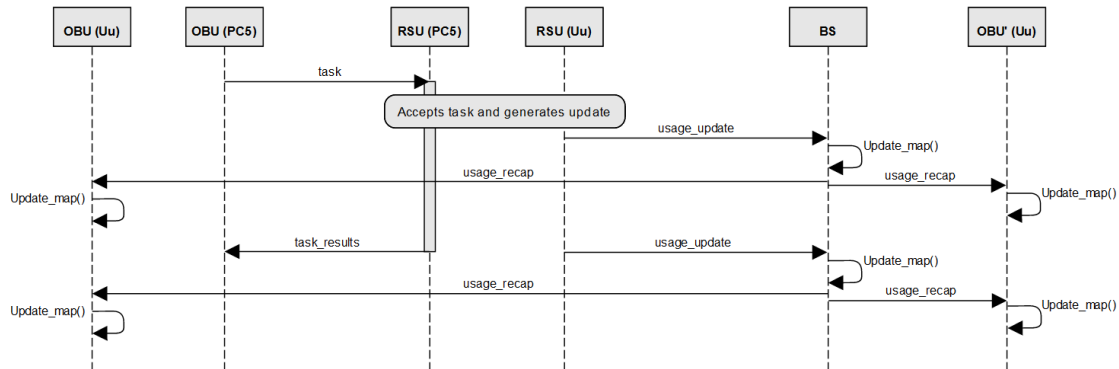 OBU (Uu)
OBU (PC5)
RSU (PC5)
RSU (Uu)
BS
OBU' (Uu)
task
Accepts task and generates update
usage_update
Update_map()
usage_recap
usage_recap
Update_map()
Update_map()
task_results
usage_update
Update_map()
usage_recap
usage_recap
Update_map()
Update_map()